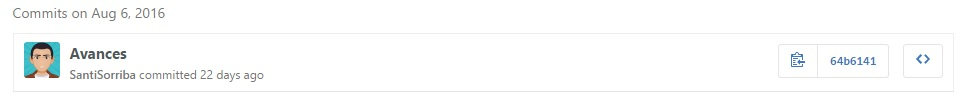 Commits on Aug 6, 2016
Avances
SantiSorriba committed 22 days ago
64b6141